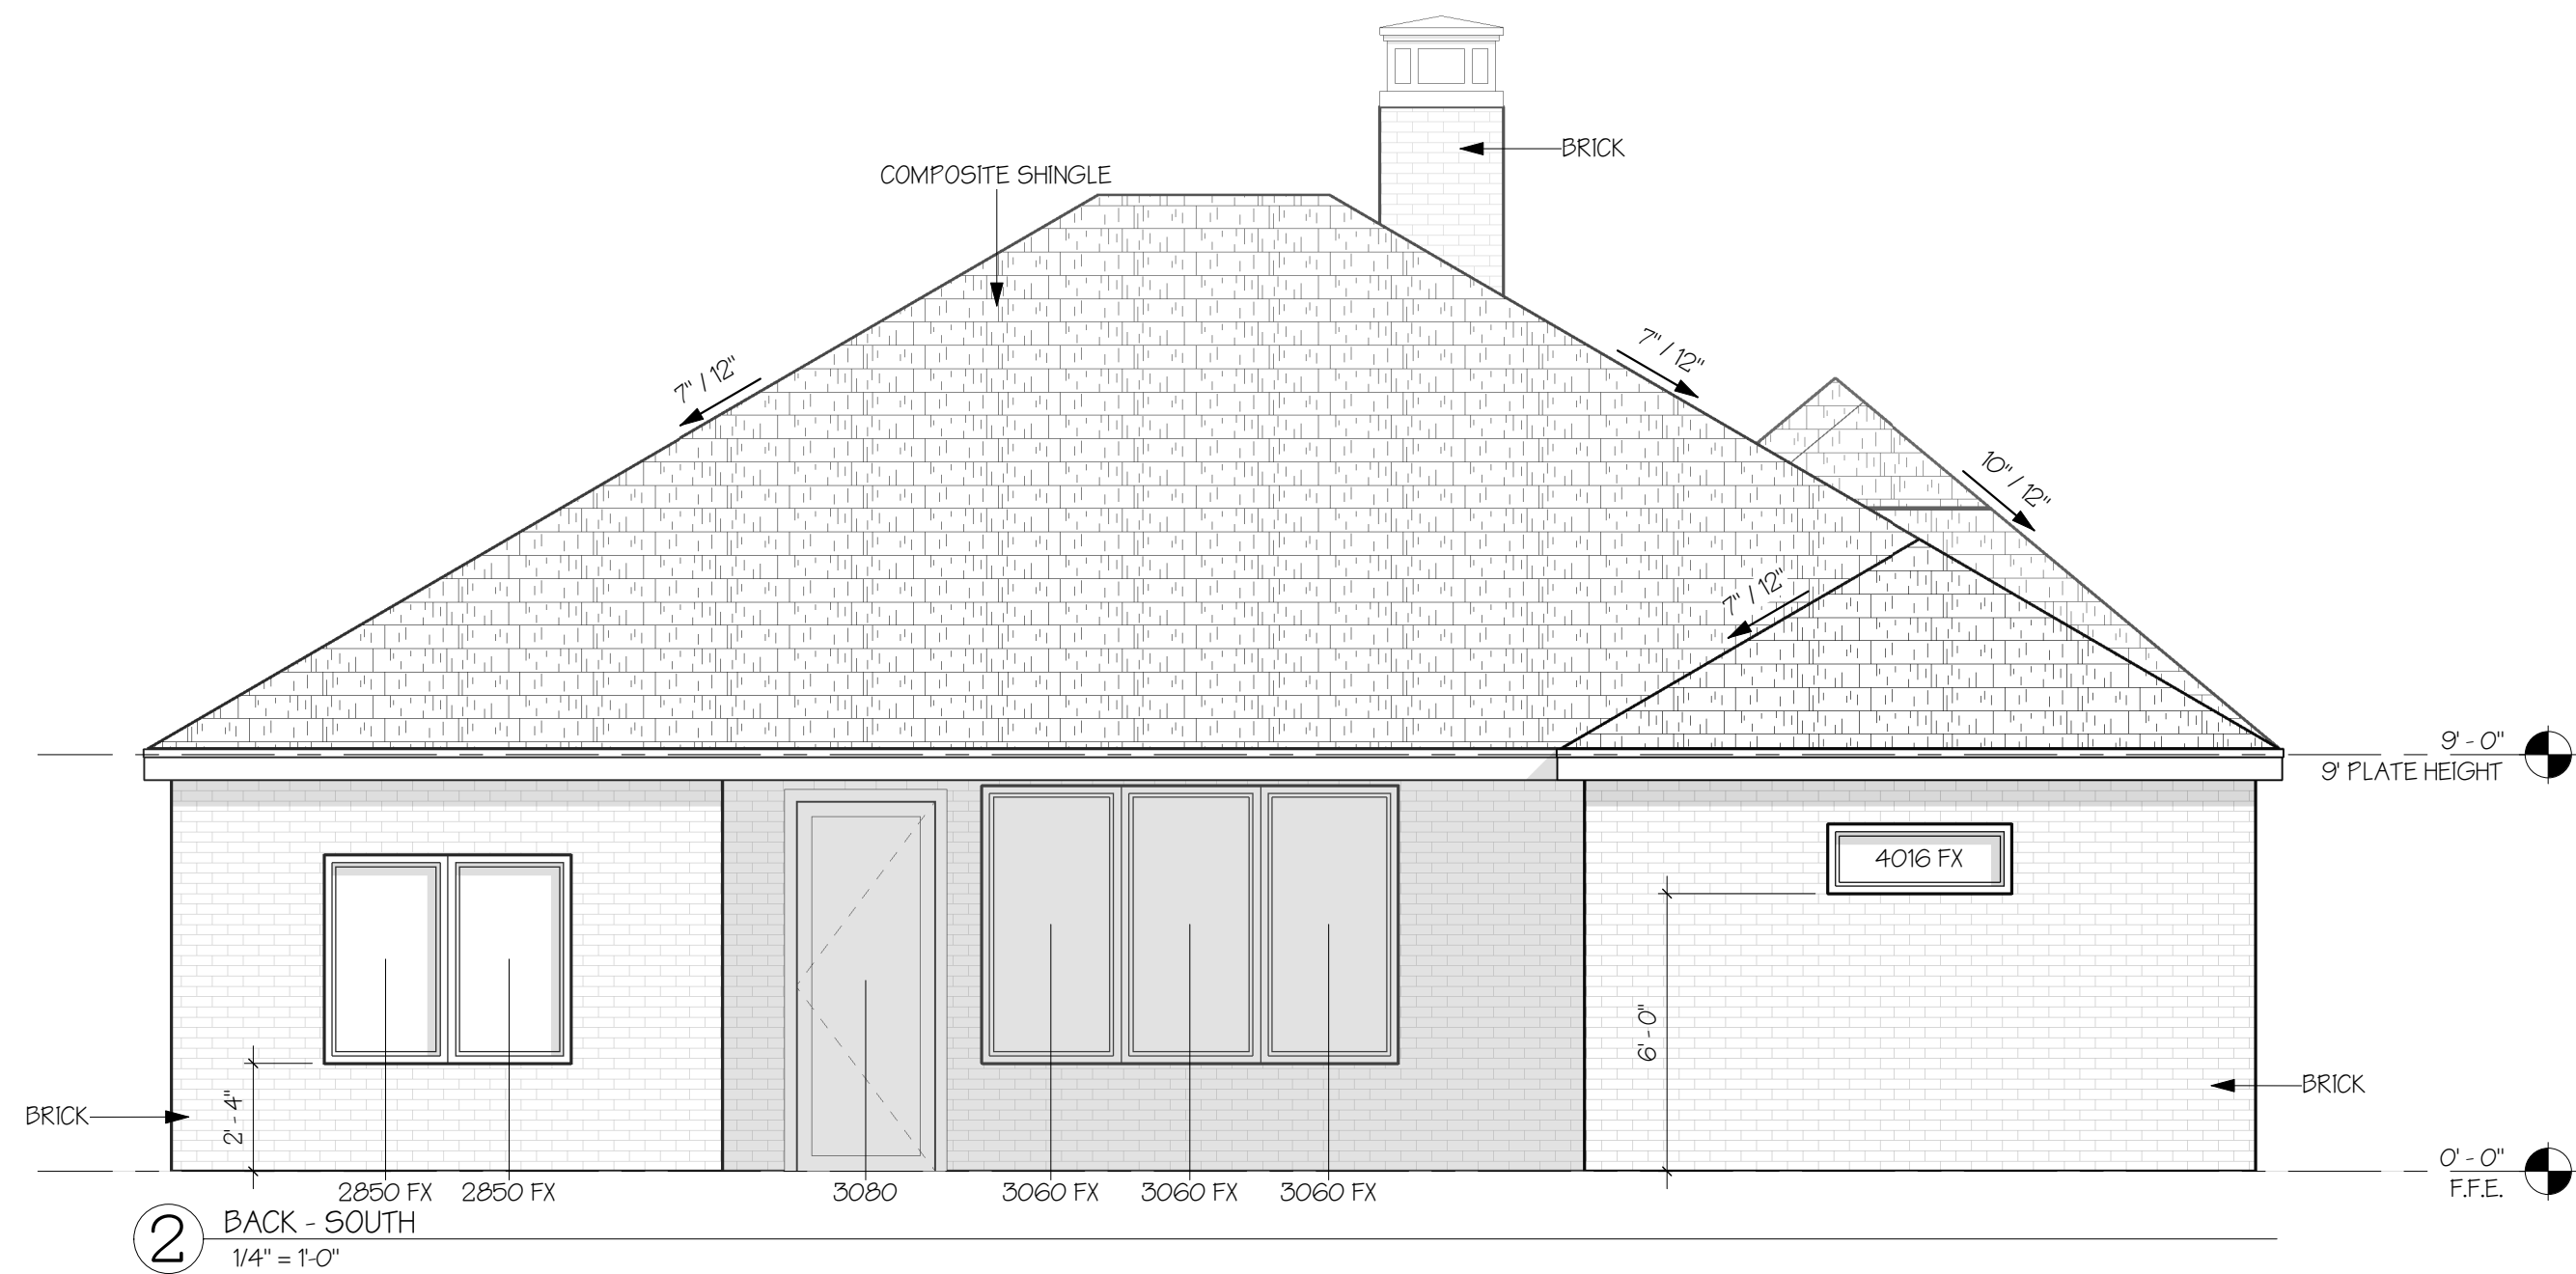 BRICK
COMPOSITE SHINGLE
7" / 12"
7" / 12"
10" / 12"
7" / 12"
9' - 0"
9' PLATE HEIGHT
4016 FX
6' - 0"
2' - 4"
BRICK
BRICK
0' - 0"
F.F.E.
2850 FX 2850 FX 3080 3060 FX 3060 FX 3060 FX
2 BACK - SOUTH
1/4" = 1'-0"